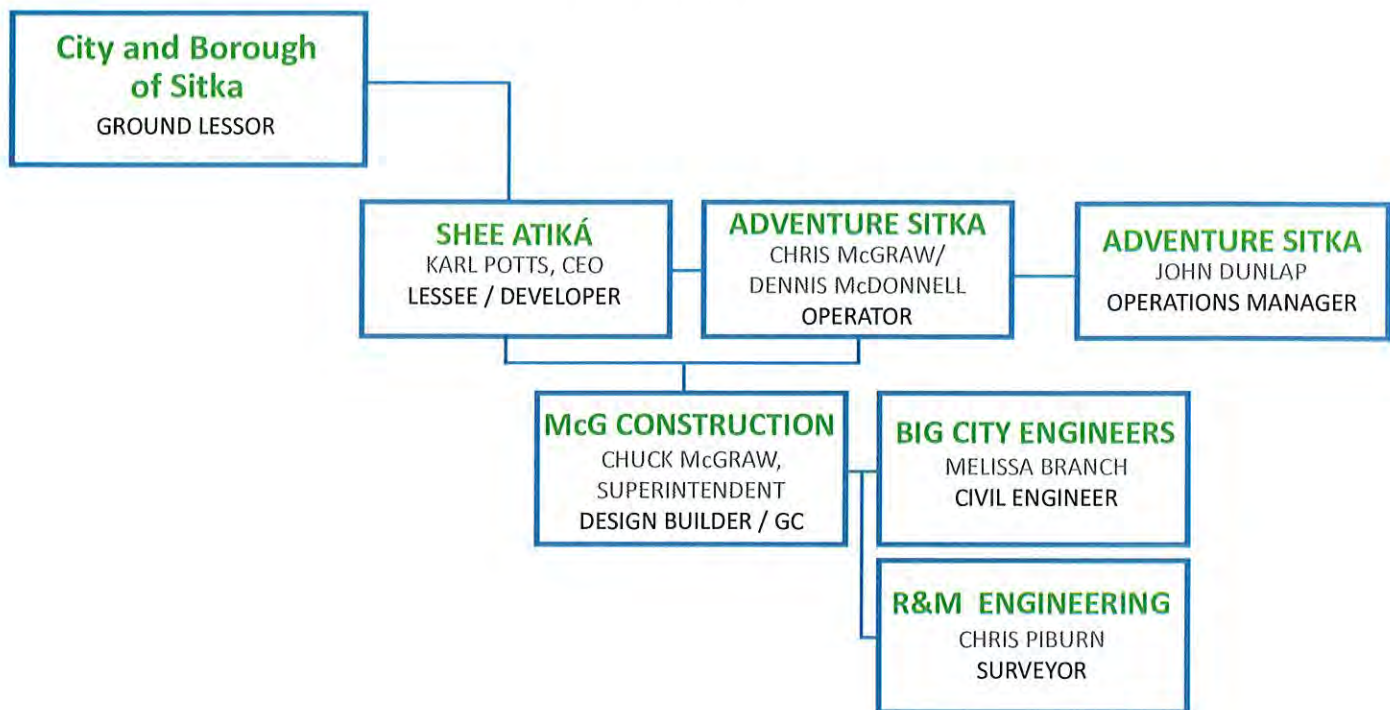 City and Borough
of Sitka
GROUND LESSOR
SHEE ATIKÁ
KARL POTTS, CEO
LESSEE / DEVELOPER
ADVENTURE SITKA
CHRIS McGRAW/
DENNIS McDONNELL
OPERATOR
ADVENTURE SITKA
JOHN DUNLAP
OPERATIONS MANAGER
McG CONSTRUCTION
CHUCK McGRAW,
SUPERINTENDENT
DESIGN BUILDER / GC
BIG CITY ENGINEERS
MELISSA BRANCH
CIVIL ENGINEER
R&M ENGINEERING
CHRIS PIBURN
SURVEYOR